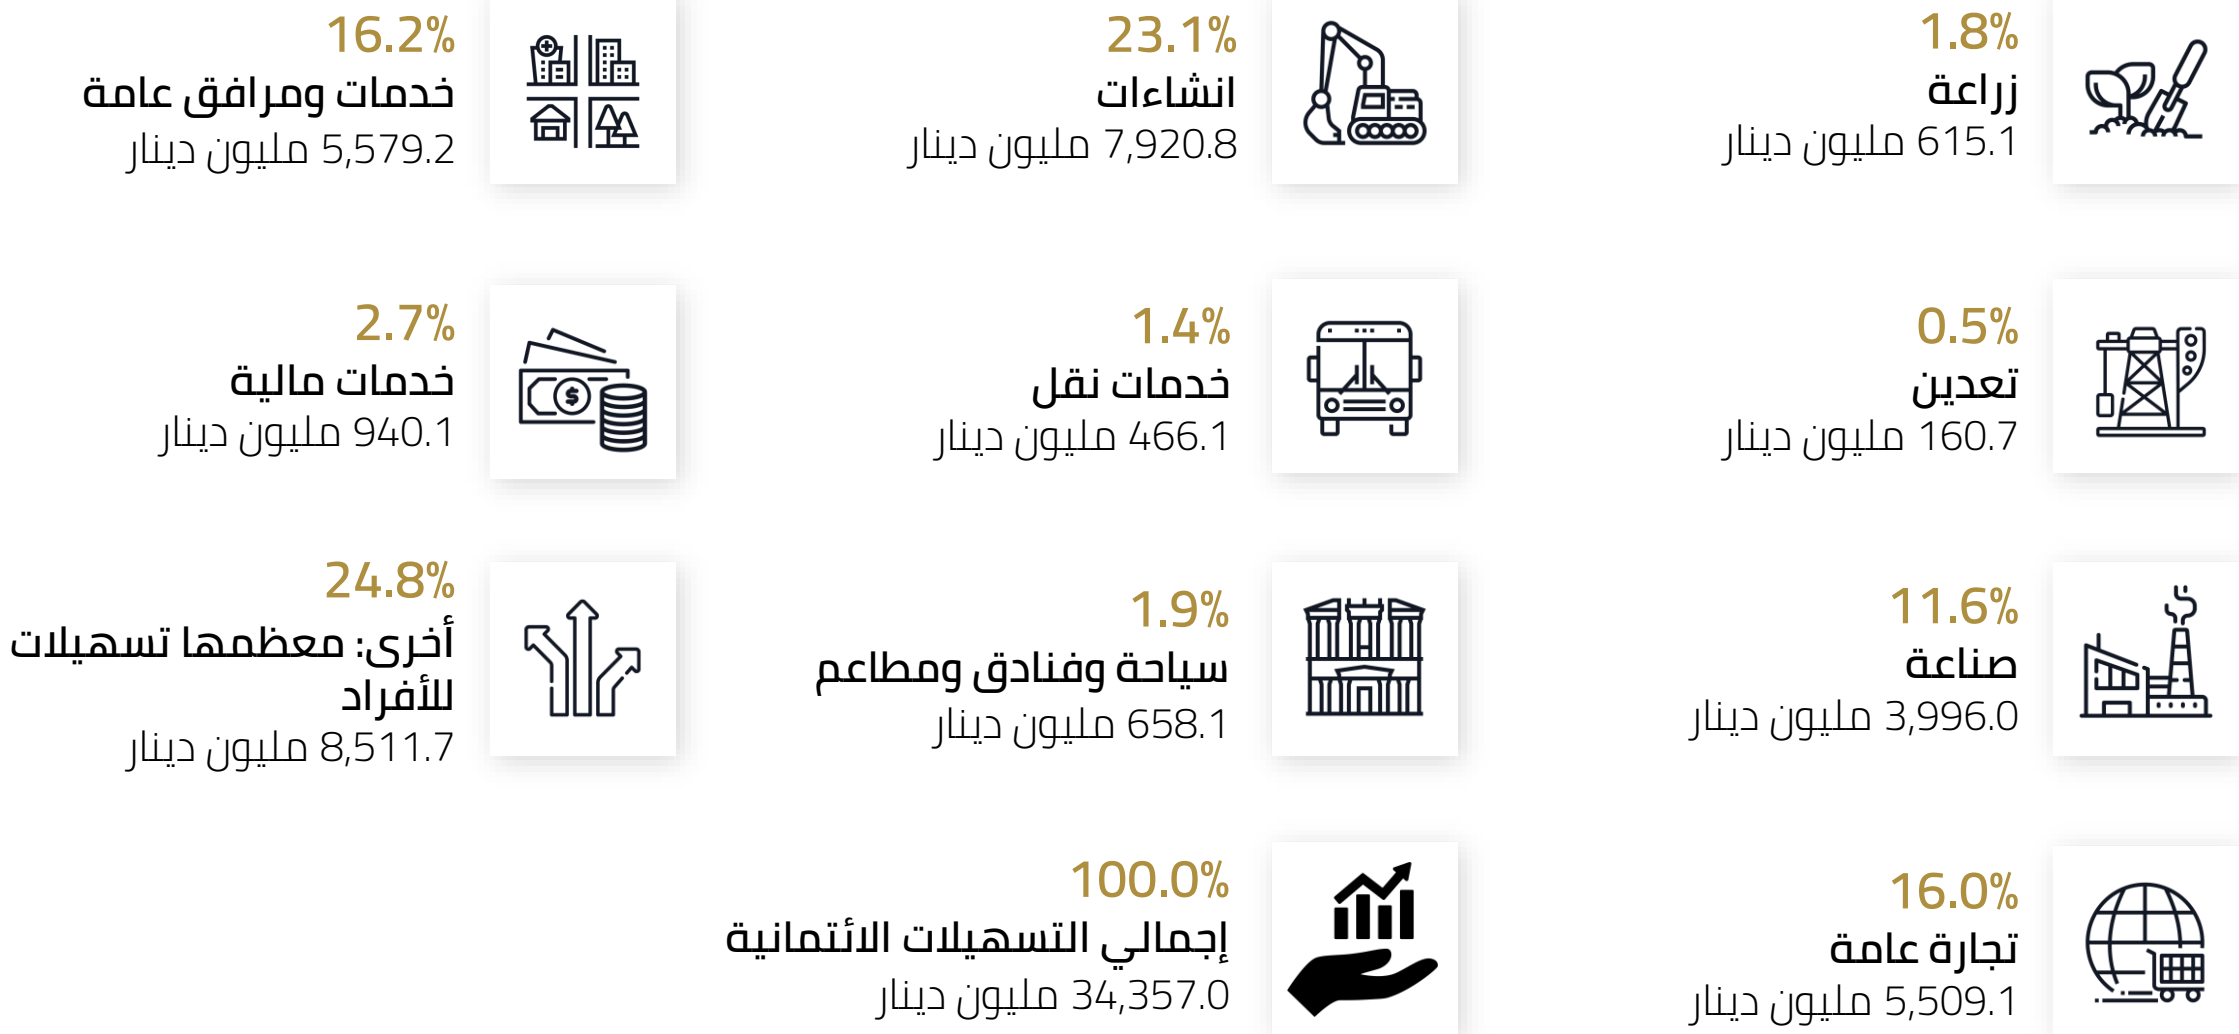 1.8%
زراعة
615.1 مليون دينار
23.1%
انشاءات
7,920.8 مليون دينار
16.2%
خدمات ومرافق عامة
5,579.2 مليون دينار
0.5%
تعدين
160.7 مليون دينار
1.4%
خدمات نقل
466.1 مليون دينار
2.7%
خدمات مالية
940.1 مليون دينار
11.6%
صناعة
3,996.0 مليون دينار
1.9%
سياحة وفنادق ومطاعم
658.1 مليون دينار
24.8%
أخرى: معظمها تسهيلات
للأفراد
8,511.7 مليون دينار
16.0%
تجارة عامة
5,509.1 مليون دينار
100.0%
إجمالي التسهيلات الائتمانية
34,357.0 مليون دينار